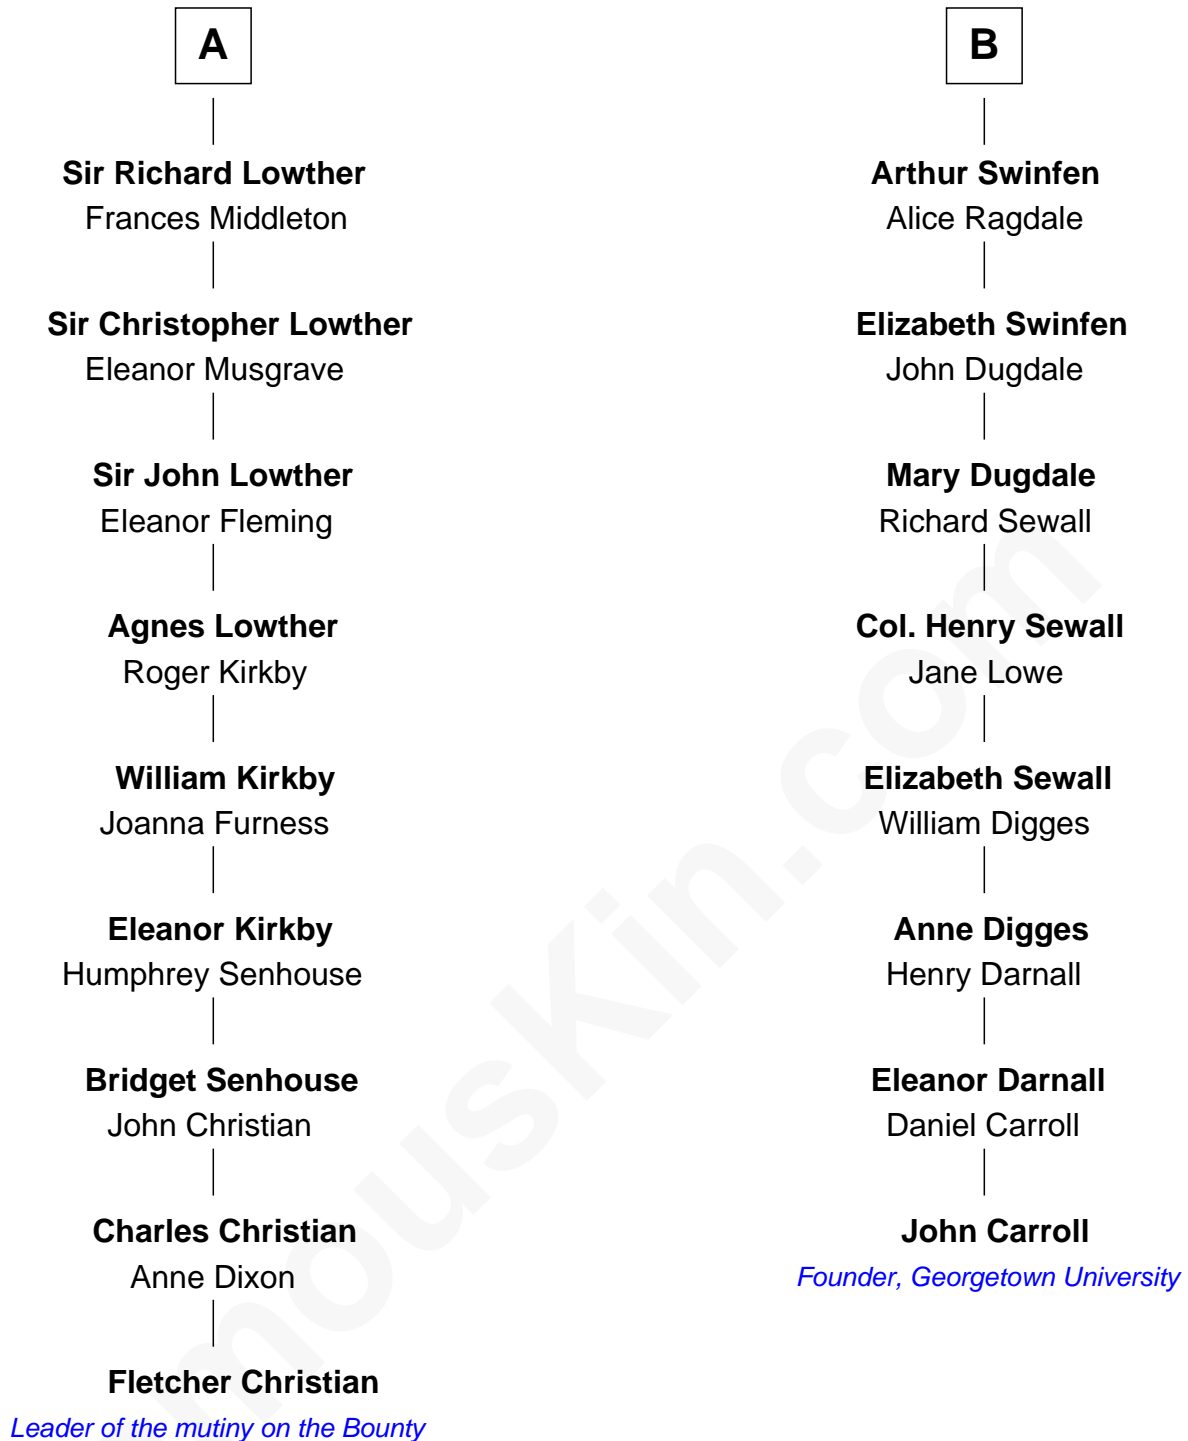 A
Sir Richard Lowther
Frances Middleton
Sir Christopher Lowther
Eleanor Musgrave
Sir John Lowther
Eleanor Fleming
Agnes Lowther
Roger Kirkby
William Kirkby
Joanna Furness
Eleanor Kirkby
Humphrey Senhouse
Bridget Senhouse
John Christian
Charles Christian
Anne Dixon
Fletcher Christian
Leader of the mutiny on the Bounty
B
Arthur Swinfen
Alice Ragdale
Elizabeth Swinfen
John Dugdale
Mary Dugdale
Richard Sewall
Col. Henry Sewall
Jane Lowe
Elizabeth Sewall
William Digges
Anne Digges
Henry Darnall
Eleanor Darnall
Daniel Carroll
John Carroll
Founder, Georgetown University
mousKin.com